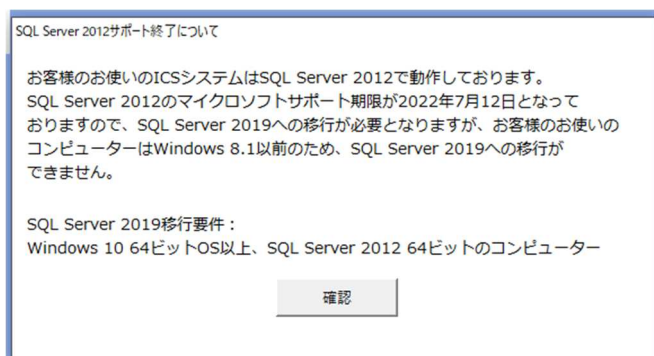 SQL Server 2012サポート終了について
お客様のお使いのICSシステムはSQL Server 2012で動作しております。
SQL Server 2012のマイクロソフトサポート期限が2022年7月12日となって
おりますので、SQL Server 2019への移行が必要となりますが、お客様のお使いの
コンピューターはWindows 8.1以前のため、SQL Server 2019への移行が
できません。
SQL Server 2019移行要件：
Windows 10 64ビットOS以上、SQL Server 2012 64ビットのコンピューター
確認